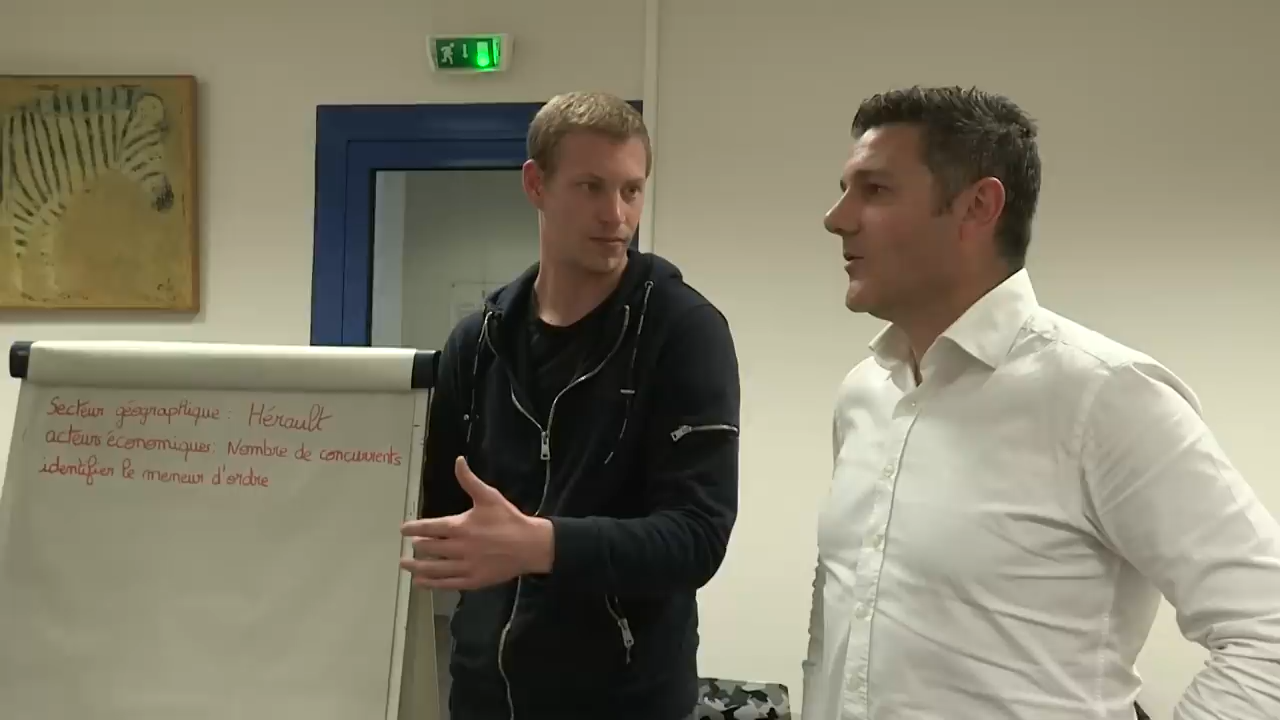 Secteur géographique : Hérault
acteurs économiques: Nombre de concurrents
identifier le meneur d'ordre